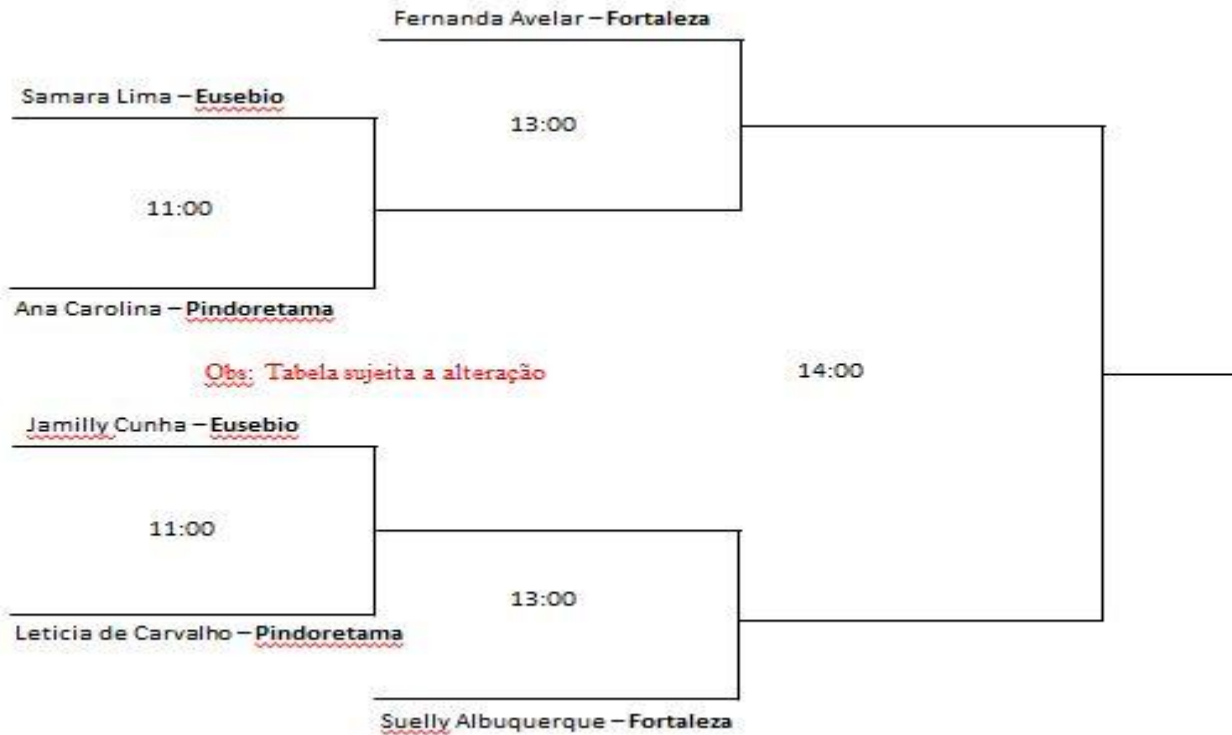 Fernanda Avelar – Fortaleza
Samara Lima – Eusebio
13:00
11:00
Ana Carolina – Pindoretama
Obs: Tabela sujeita a alteração
14:00
Jamilly Cunha – Eusebio
11:00
13:00
Leticia de Carvalho – Pindoretama
Suelly Albuquerque – Fortaleza